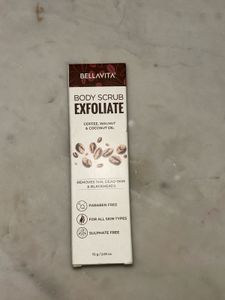 BELLAVITA
BODY SCRUB
EXFOLIATE
COFFEE, WALNUT
& COCONUT OIL
REMOVES TAN, DEAD SKIN
& BLACKHEADS
PARABEN FREE
FOR ALL SKIN TYPES
SULPHATE FREE